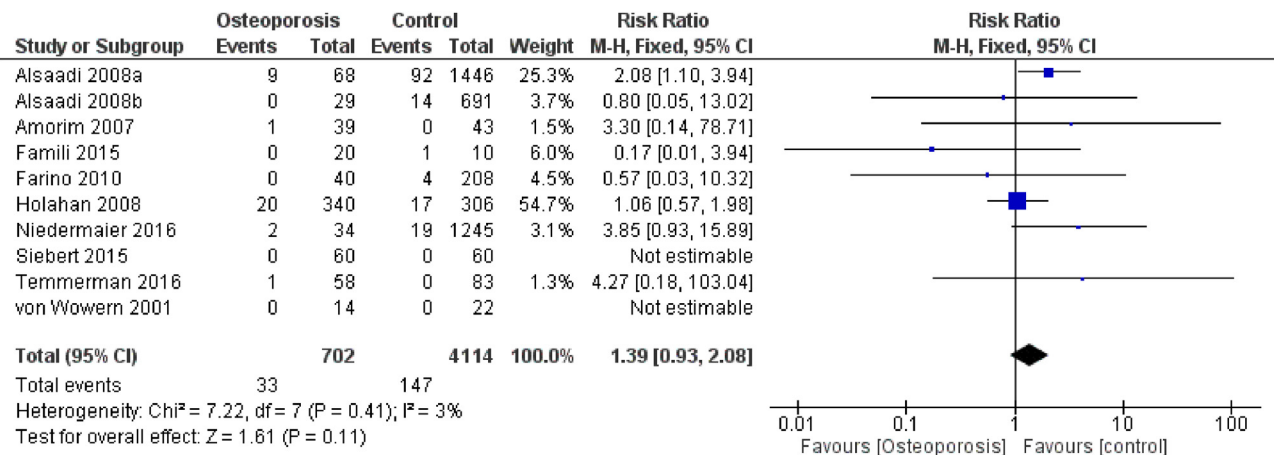 Osteoporosis Control Risk Ratio Risk Ratio
Study or Subgroup Events Total Events Total Weight M-H, Fixed, 95% CI M-H, Fixed, 95% CI
Alsaadi 2008a 9 68 92 1446 25.3% 2.08 [1.10, 3.94]
Alsaadi 2008b 0 29 14 691 3.7% 0.80 [0.05, 13.02]
Amorim 2007 1 39 0 43 1.5% 3.30 [0.14, 78.71]
Famili 2015 0 20 1 10 6.0% 0.17 [0.01, 3.94]
Farino 2010 0 40 4 208 4.5% 0.57 [0.03, 10.32]
Holahan 2008 20 340 17 306 54.7% 1.06 [0.57, 1.98]
Niedermaier 2016 2 34 19 1245 3.1% 3.85 [0.93, 15.89]
Siebert 2015 0 60 0 60 Not estimable
Temmerman 2016 1 58 0 83 1.3% 4.27 [0.18, 103.04]
von Wowern 2001 0 14 0 22 Not estimable
Total (95% CI) 702 4114 100.0% 1.39 [0.93, 2.08]
Total events 33 147
Heterogeneity: Chi² = 7.22, df = 7 (P = 0.41); I² = 3%
Test for overall effect: Z = 1.61 (P = 0.11)
0.01 0.1 1 10 100
Favours [Osteoporosis] Favours [control]